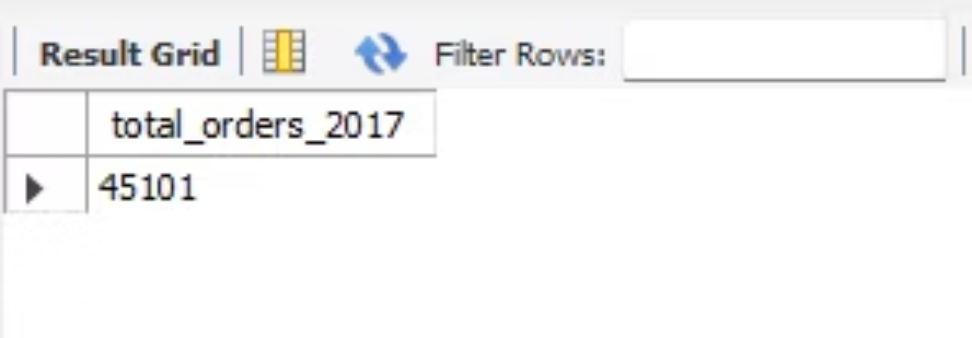 Result Grid Filter Rows:
total_orders_2017
45101